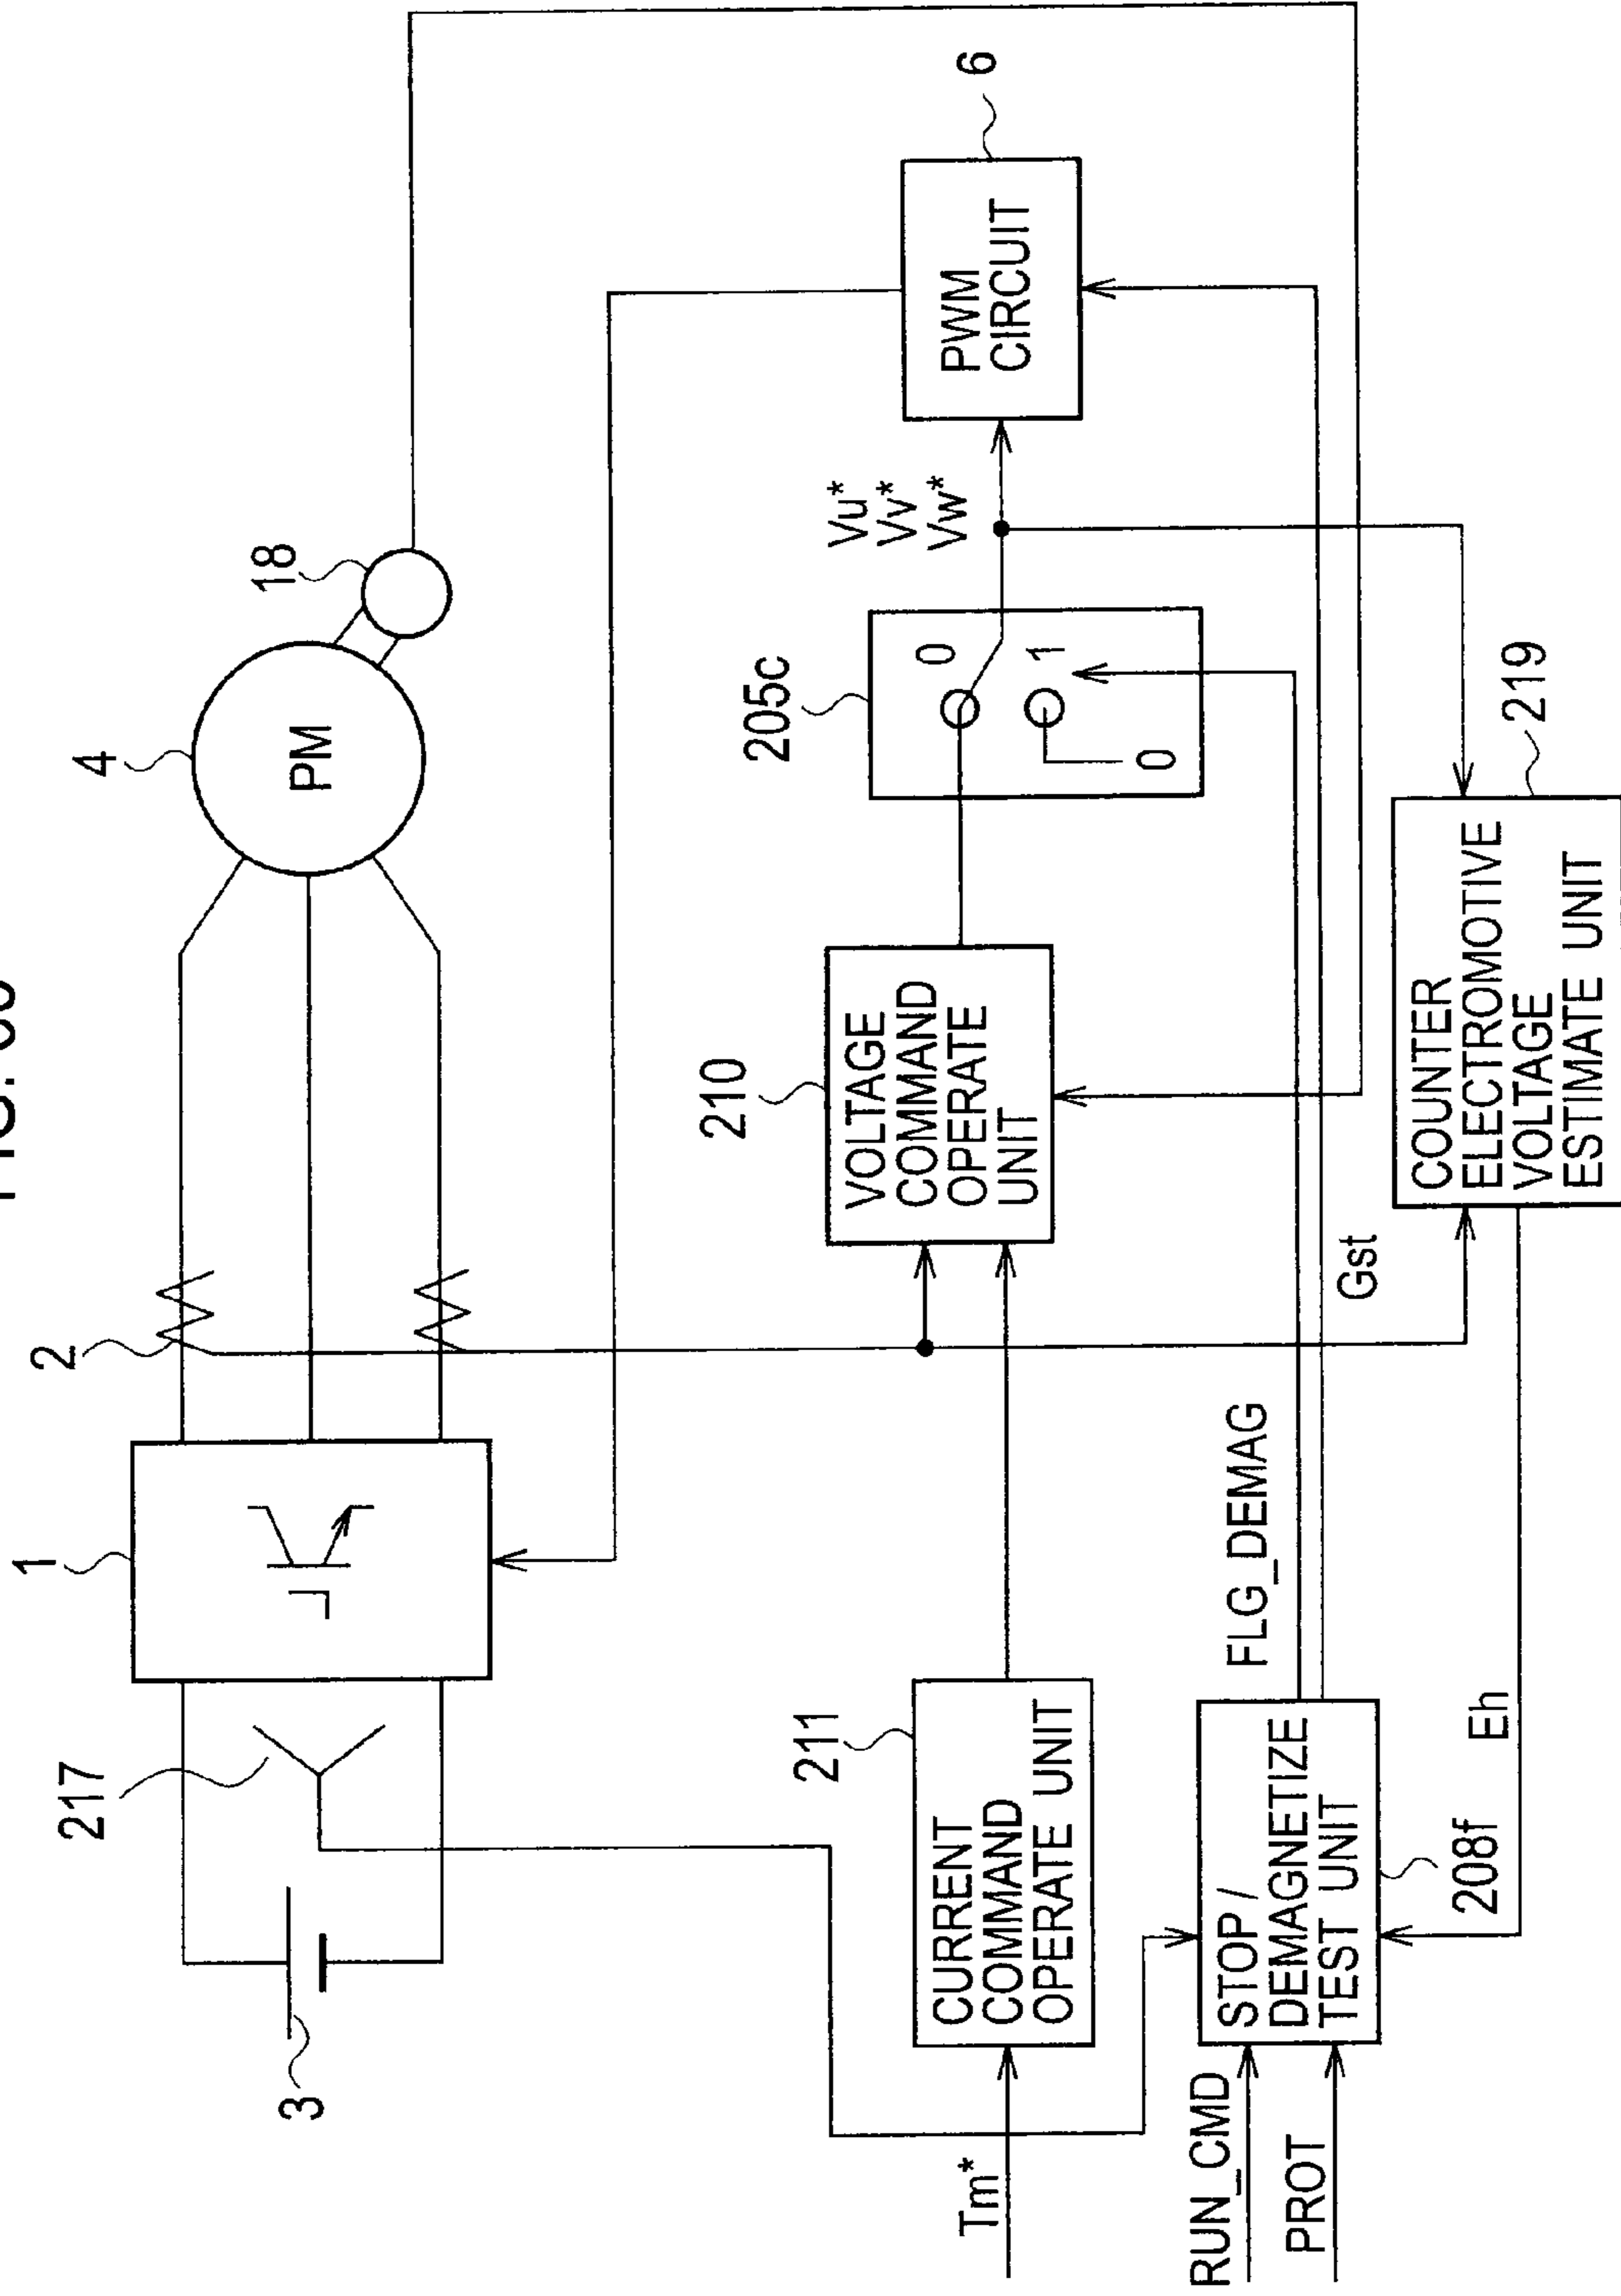 217
1
2
4
18
3
PM
211
210
205c
6
Tm*
CURRENT
COMMAND
OPERATE UNIT
VOLTAGE
COMMAND
OPERATE
UNIT
0
1
0
Vu*
Vv*
Vw*
PWM
CIRCUIT
RUN_CMD
PROT
STOP /
DEMAGNETIZE
TEST UNIT
FLG_DEMAG
Gst
208f
Eh
219
COUNTER
ELECTROMOTIVE
VOLTAGE
ESTIMATE UNIT